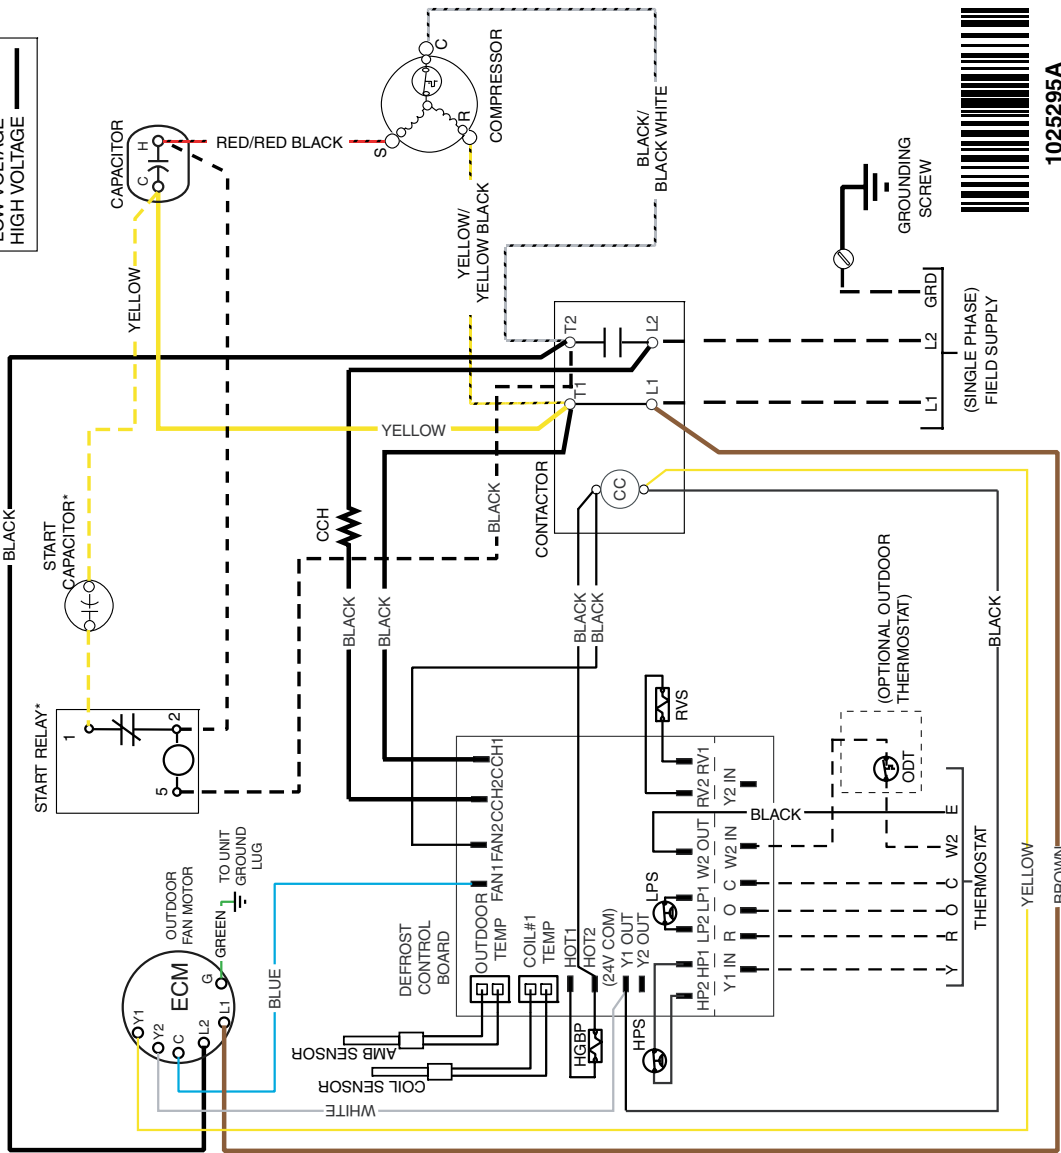 HIGH VOLTAGE
CAPACITOR
H
C
RED/RED BLACK
S
C
R
COMPRESSOR
BLACK/
BLACK WHITE
YELLOW/
YELLOW BLACK
YELLOW
YELLOW
BLACK
START
CAPACITOR*
START RELAY*
1
2
5
CCH
BLACK
BLACK
BLACK
CONTACTOR
T2
T1
L2
L1
CC
BLACK
BLACK
GROUNDING
SCREW
GRD
L2
L1
(SINGLE PHASE)
FIELD SUPPLY
1025295A
OUTDOOR
FAN MOTOR
ECM
Y1
Y2
C
L2
L1
G
GREEN
TO UNIT
GROUND
LUG
BLUE
WHITE
DEFROST
CONTROL
BOARD
OUTDOOR
TEMP
COIL#1
TEMP
AMB SENSOR
COIL SENSOR
FAN1
FAN2
CCH2
CCH1
HOT1
HOT2
(24V COM)
Y1 OUT
Y2 OUT
HGBP
HPS
LPS
RVS
HP2
HP1
LP2
LP1
W2 OUT
RV2
RV1
Y1 IN
R
O
C
W2 IN
Y2 IN
BLACK
(OPTIONAL OUTDOOR
THERMOSTAT)
ODT
Y
R
O
C
W2
E
THERMOSTAT
BLACK
YELLOW
BROWN